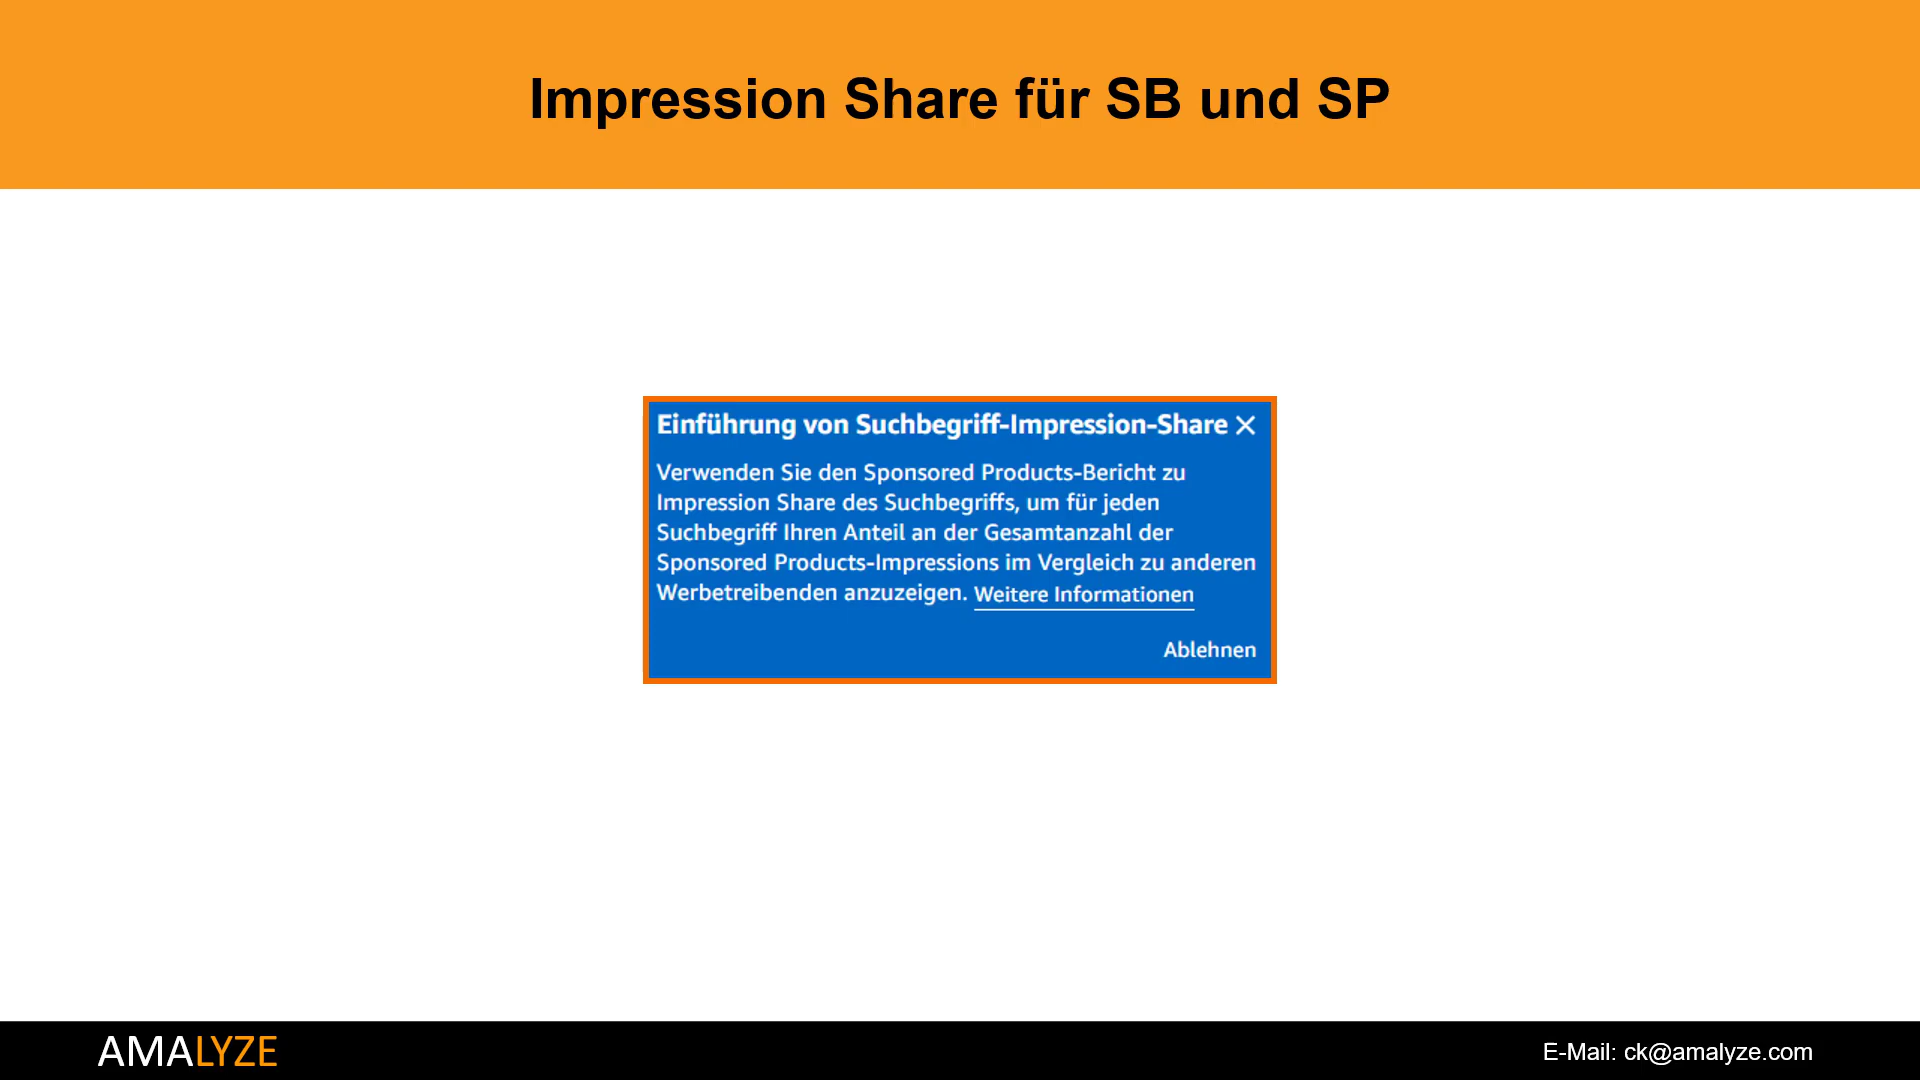 Impression Share für SB und SP
Einführung von Suchbegriff-Impression-Share ×
Verwenden Sie den Sponsored Products-Bericht zu
Impression Share des Suchbegriffs, um für jeden
Suchbegriff Ihren Anteil an der Gesamtanzahl der
Sponsored Products-Impressions im Vergleich zu anderen
Werbetreibenden anzuzeigen. Weitere Informationen
Ablehnen
AMALYZE
E-Mail: ck@amalyze.com